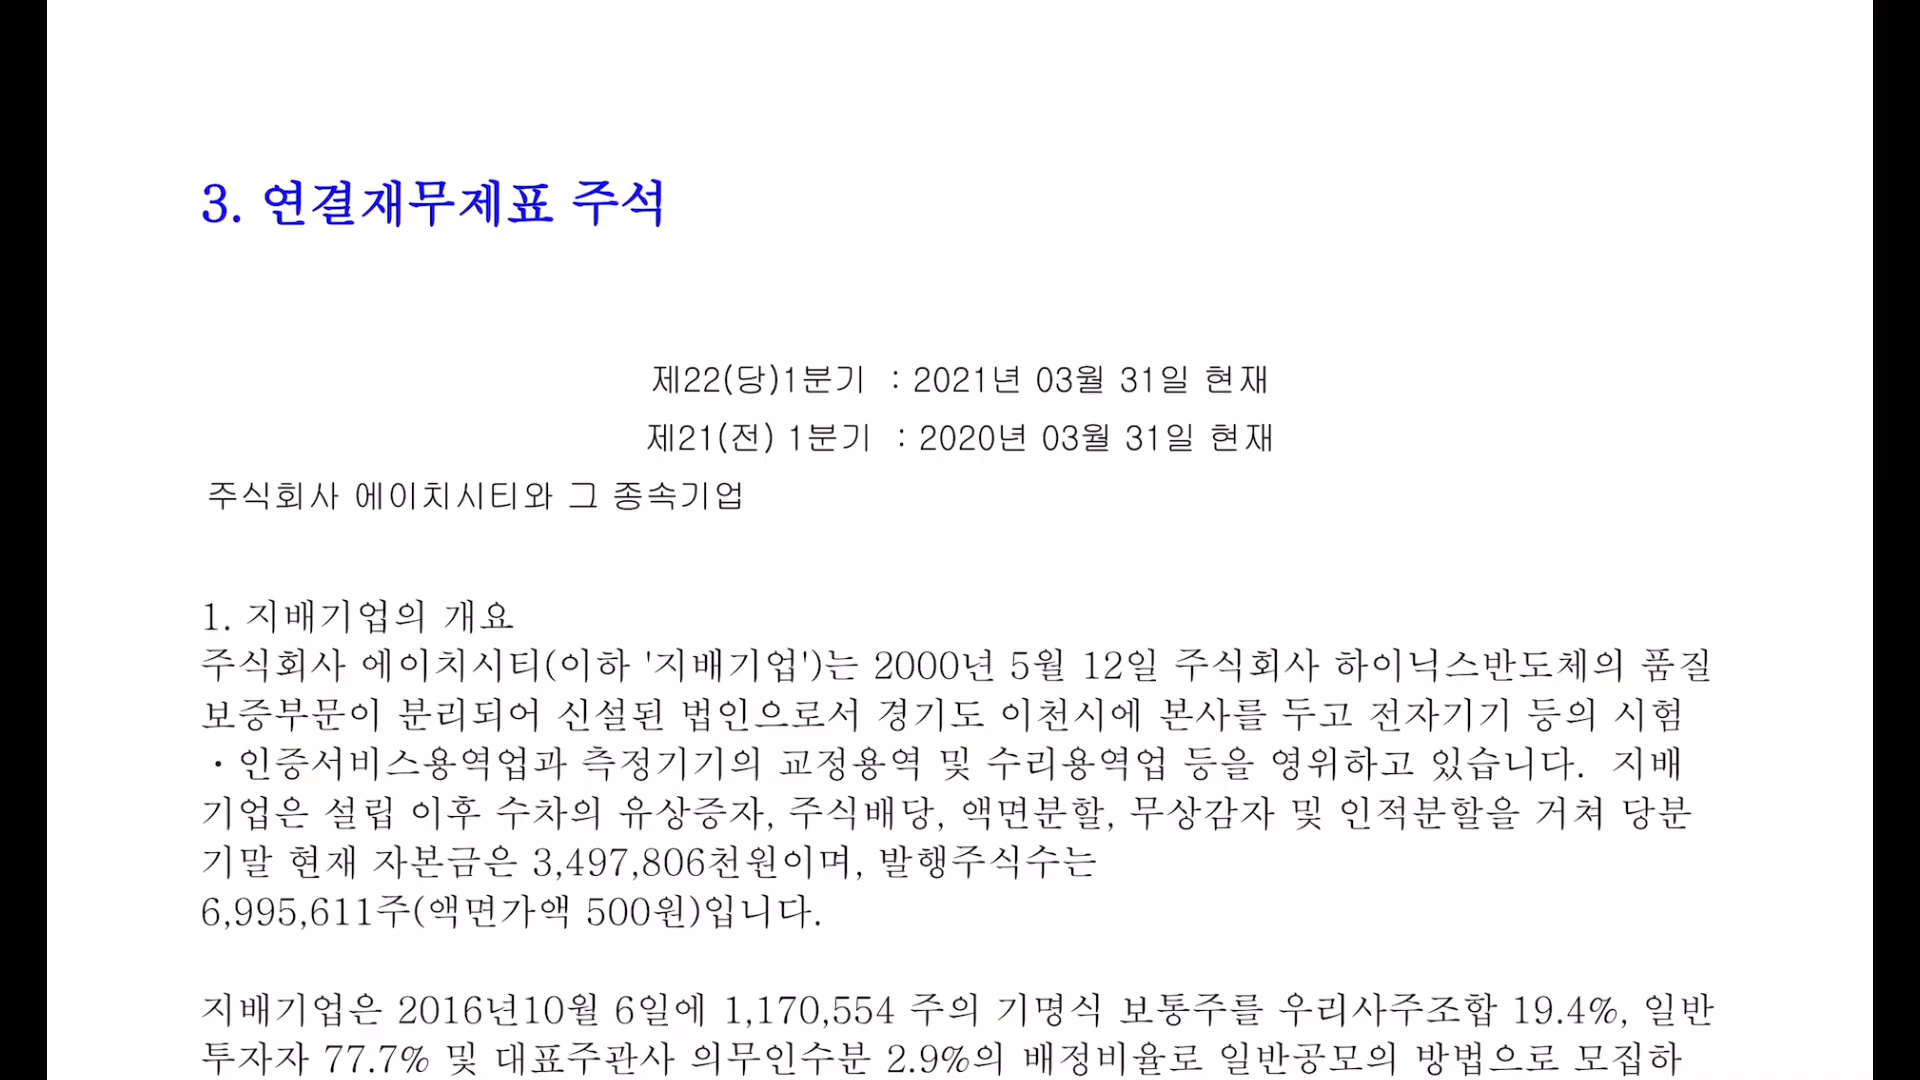 3. 연결재무제표 주석
제22(당)1분기 : 2021년 03월 31일 현재
제21(전) 1분기 : 2020년 03월 31일 현재
주식회사 에이치시티와 그 종속기업
1. 지배기업의 개요
주식회사 에이치시티(이하 '지배기업')는 2000년 5월 12일 주식회사 하이닉스반도체의 품질
보증부문이 분리되어 신설된 법인으로서 경기도 이천시에 본사를 두고 전자기기 등의 시험
·인증서비스용역업과 측정기기의 교정용역 및 수리용역업 등을 영위하고 있습니다. 지배
기업은 설립 이후 수차의 유상증자, 주식배당, 액면분할, 무상감자 및 인적분할을 거쳐 당분
기말 현재 자본금은 3,497,806천원이며, 발행주식수는
6,995,611주(액면가액 500원)입니다.
지배기업은 2016년10월 6일에 1,170,554 주의 기명식 보통주를 우리사주조합 19.4%, 일반
투자자 77.7% 및 대표주관사 의무인수분 2.9%의 배정비율로 일반공모의 방법으로 모집하